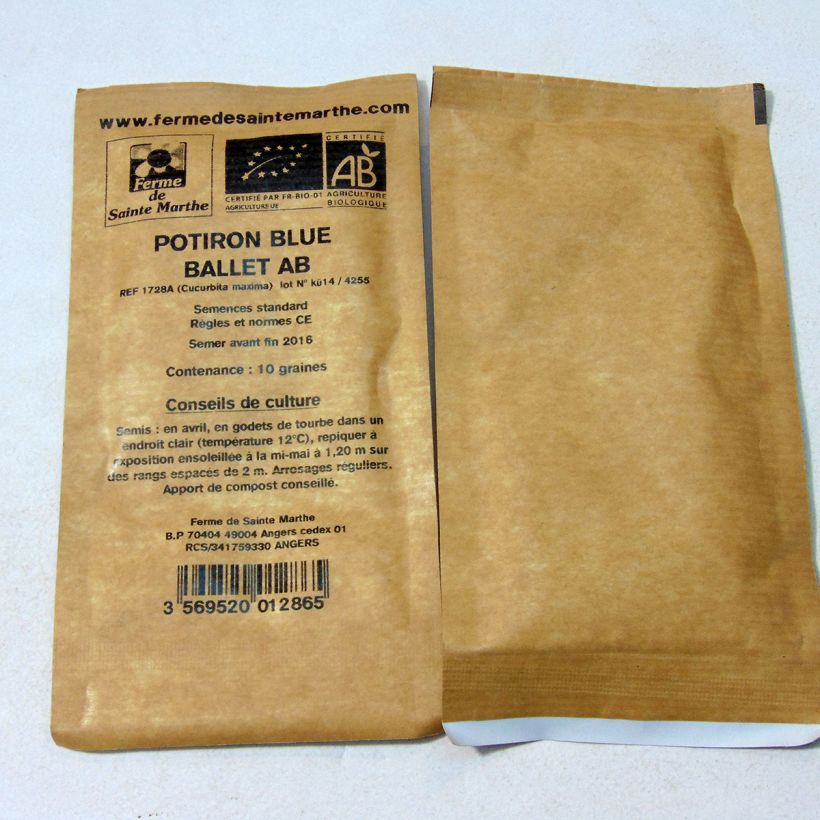 www.fermedesaintemarthe.com
Ferme
de
Sainte Marthe
CERTIFIÉ PAR FR-BIO-01
AGRICULTURE UE
CERTIFIÉ
AB
AGRICULTURE
BIOLOGIQUE
POTIRON BLUE
BALLET AB
REF 1728A (Cucurbita maxima) lot N° kü14 / 4255
Semences standard
Règles et normes CE
Semer avant fin 2016
Contenance : 10 graines
Conseils de culture
Semis : en avril, en godets de tourbe dans un
endroit clair (température 12°C), repiquer à
exposition ensoleillée à la mi-mai à 1,20 m sur
des rangs espacés de 2 m. Arrosages réguliers.
Apport de compost conseillé.
Ferme de Sainte Marthe
B.P 70404 49004 Angers cedex 01
RCS/341759330 ANGERS
3 569520 012865